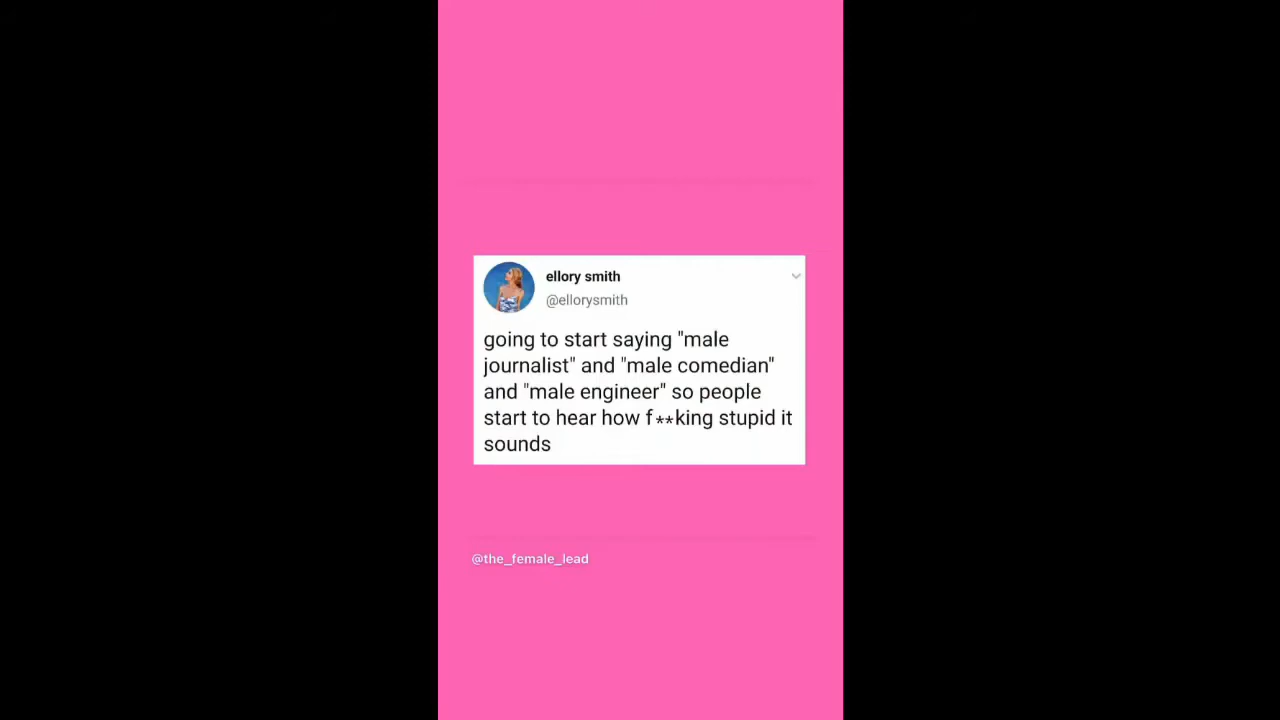 ellory smith
@ellorysmith
going to start saying "male
journalist" and "male comedian"
and "male engineer" so people
start to hear how f**king stupid it
sounds
@the_female_lead